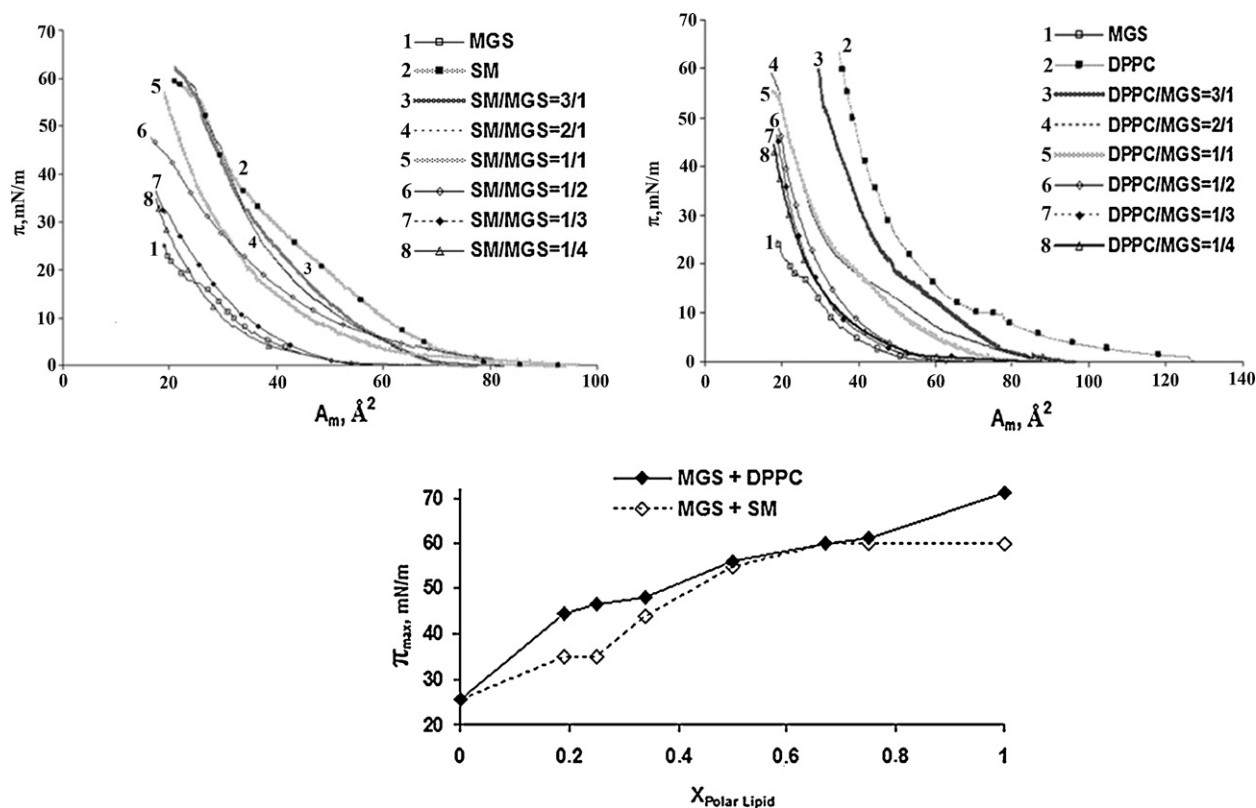 π,mN/m
70
60
50
40
30
20
10
0
0 20 40 60 80 100
Aₘ, Å²
1 MGS
2 SM
3 SM/MGS=3/1
4 SM/MGS=2/1
5 SM/MGS=1/1
6 SM/MGS=1/2
7 SM/MGS=1/3
8 SM/MGS=1/4
5
6
7
8
1
2
4
3
π,mN/m
70
60
50
40
30
20
10
0
0 20 40 60 80 100 120 140
Aₘ, Å²
1 MGS
2 DPPC
3 DPPC/MGS=3/1
4 DPPC/MGS=2/1
5 DPPC/MGS=1/1
6 DPPC/MGS=1/2
7 DPPC/MGS=1/3
8 DPPC/MGS=1/4
4
3
2
5
6
7
8
1
MGS + DPPC
MGS + SM
πmax, mN/m
70
60
50
40
30
20
0 0.2 0.4 0.6 0.8 1
XPolar Lipid